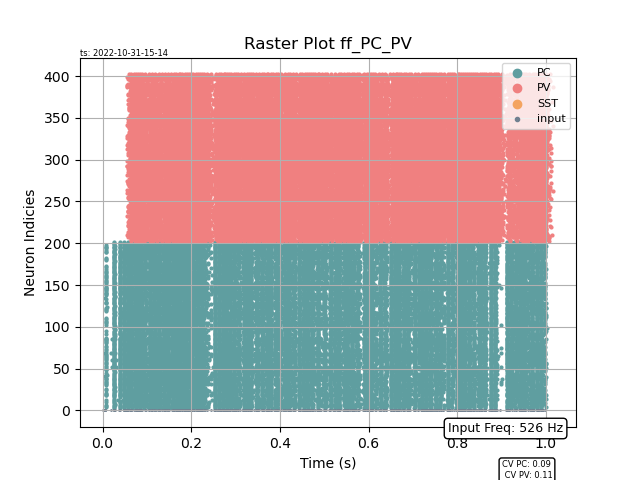 Raster Plot ff_PC_PV
ts: 2022-10-31-15-14
PC
PV
SST
input
400
350
300
250
200
150
100
50
0
Neuron Indicies
0.0 0.2 0.4 0.6 0.8 1.0
Time (s)
Input Freq: 526 Hz
CV PC: 0.09
CV PV: 0.11